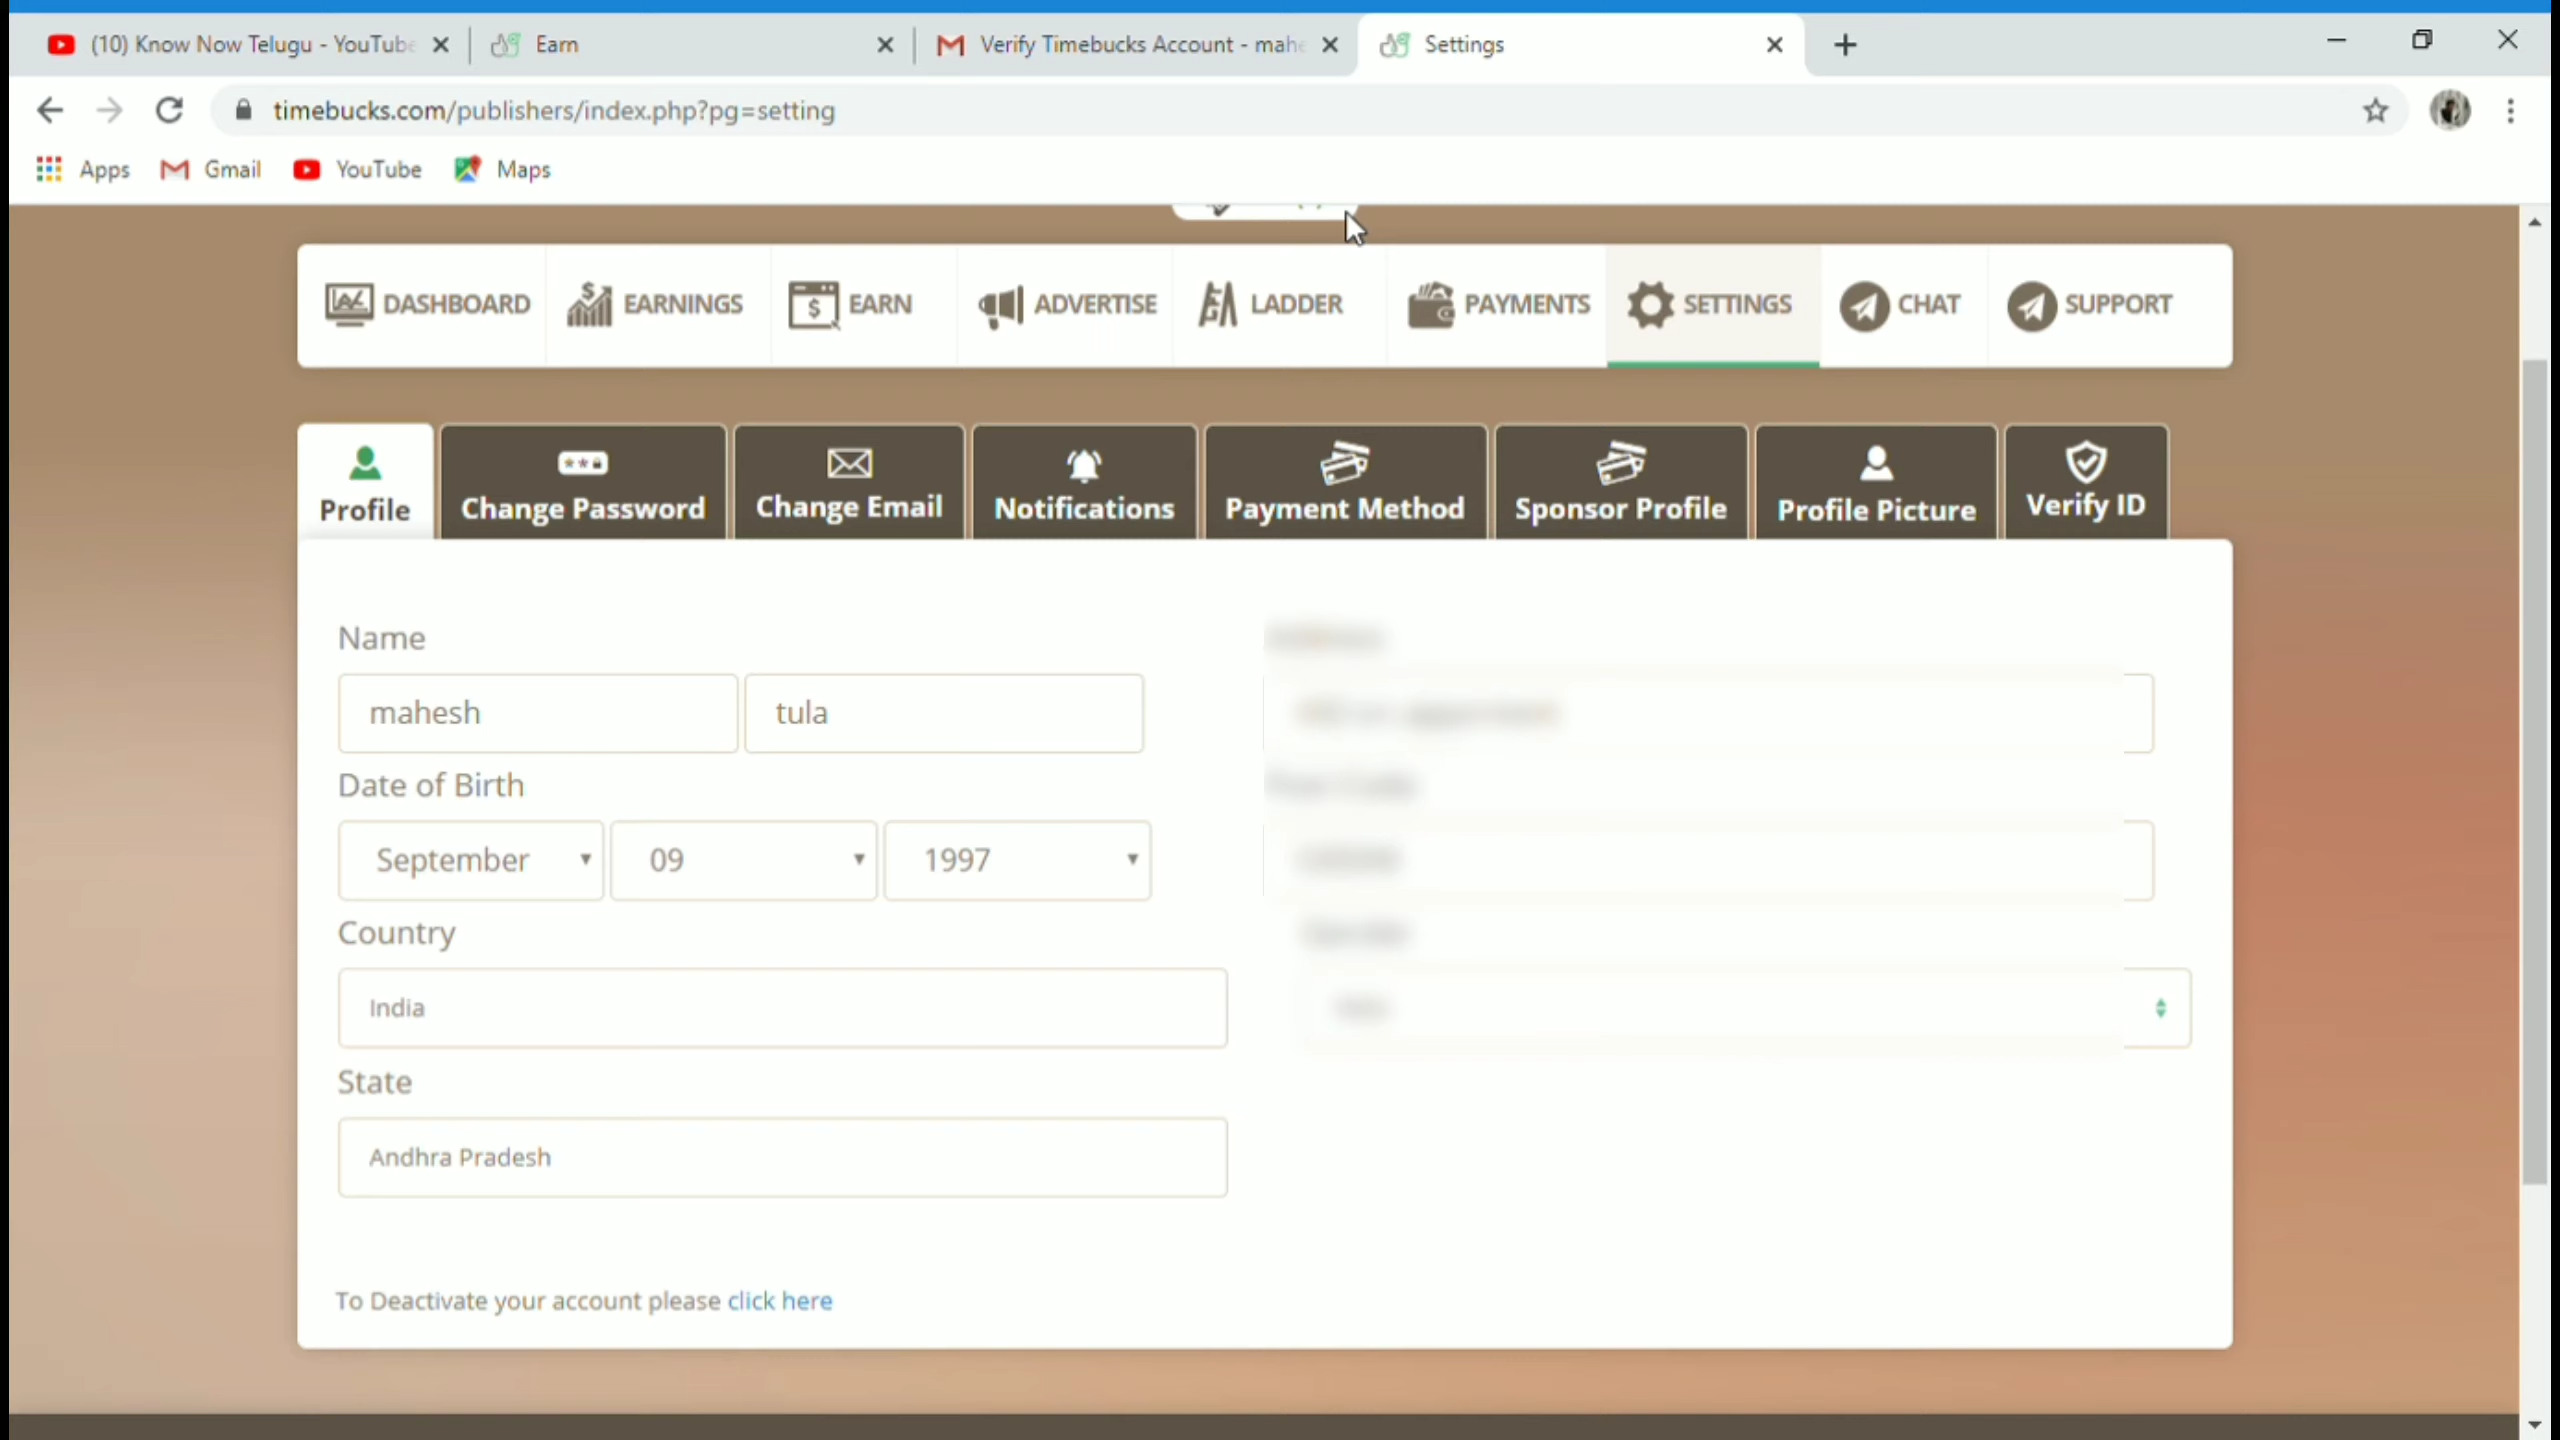 (10) Know Now Telugu - YouTube
Earn
Verify Timebucks Account - mahe
Settings
timebucks.com/publishers/index.php?pg=setting
Apps
Gmail
YouTube
Maps
DASHBOARD
EARNINGS
EARN
ADVERTISE
LADDER
PAYMENTS
SETTINGS
CHAT
SUPPORT
Profile
Change Password
Change Email
Notifications
Payment Method
Sponsor Profile
Profile Picture
Verify ID
Name
mahesh
tula
Date of Birth
September
09
1997
Country
India
State
Andhra Pradesh
To Deactivate your account please click here